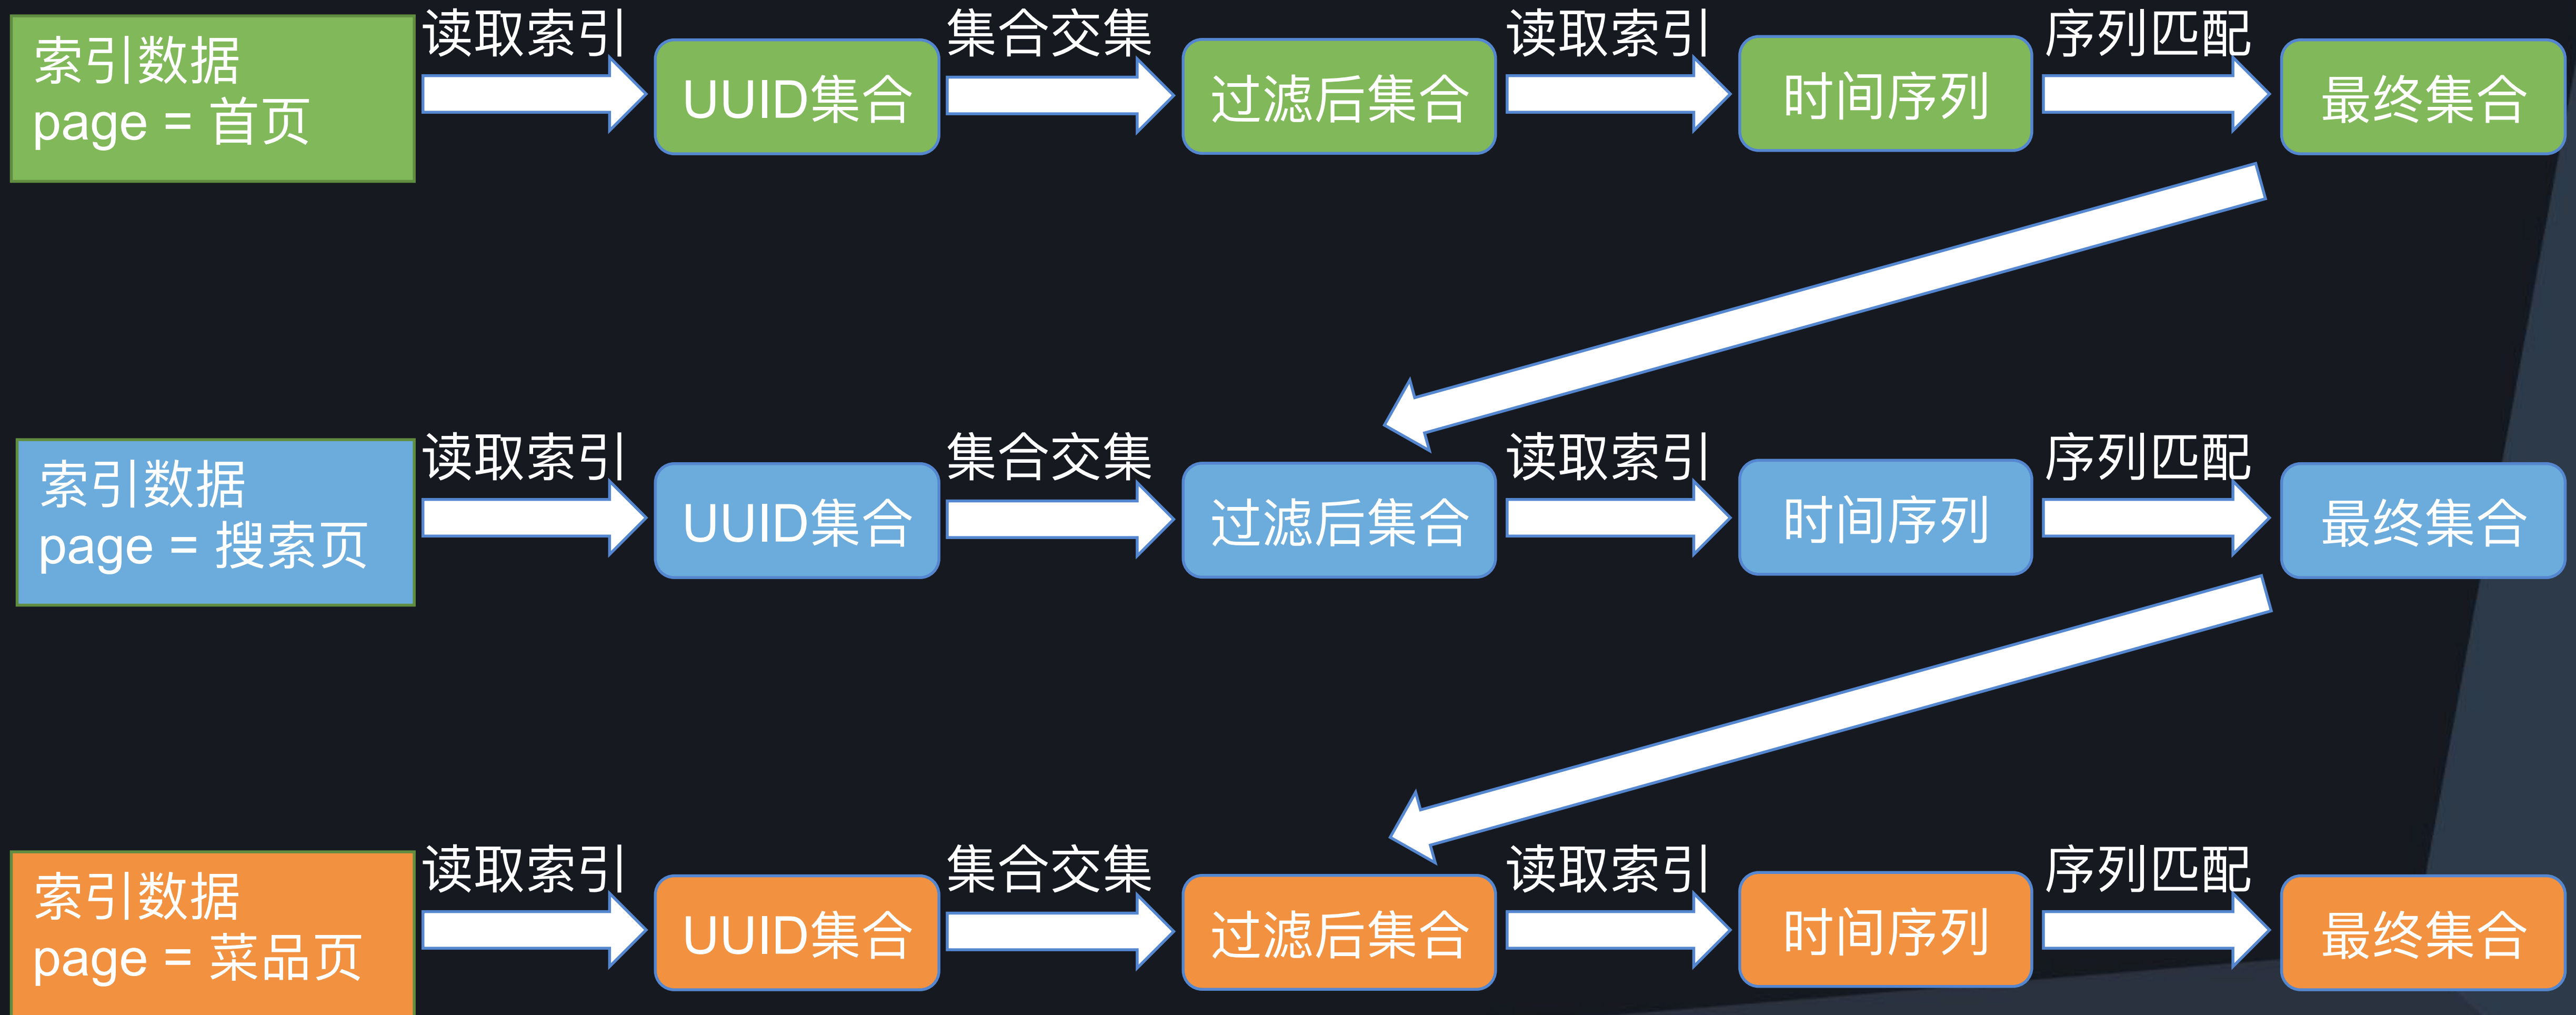 读取索引
集合交集
读取索引
序列匹配
索引数据
page = 首页
UUID集合
过滤后集合
时间序列
最终集合
读取索引
集合交集
读取索引
序列匹配
索引数据
page = 搜索页
UUID集合
过滤后集合
时间序列
最终集合
读取索引
集合交集
读取索引
序列匹配
索引数据
page = 菜品页
UUID集合
过滤后集合
时间序列
最终集合